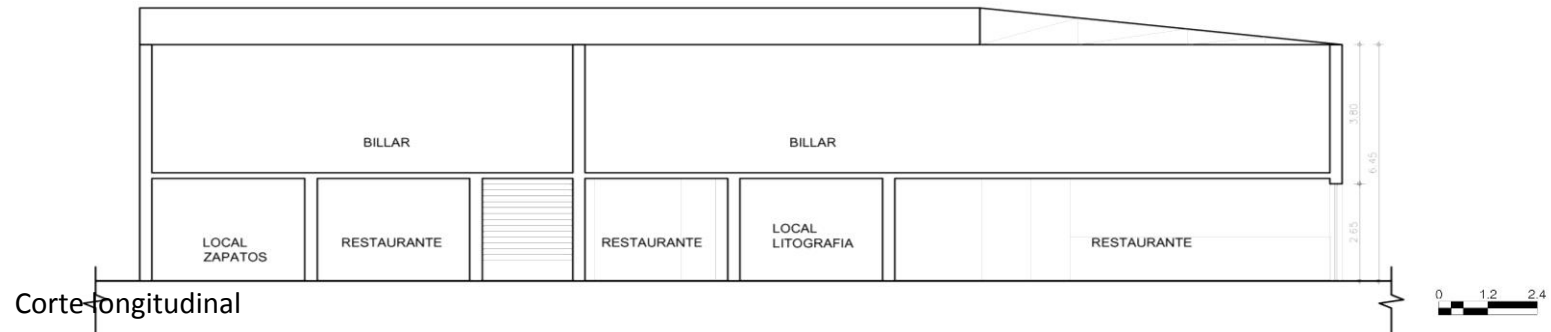 BILLAR
BILLAR
3.80
6.45
LOCAL
ZAPATOS
RESTAURANTE
RESTAURANTE
LOCAL
LITOGRAFIA
RESTAURANTE
2.65
Corte longitudinal
0 1.2 2.4